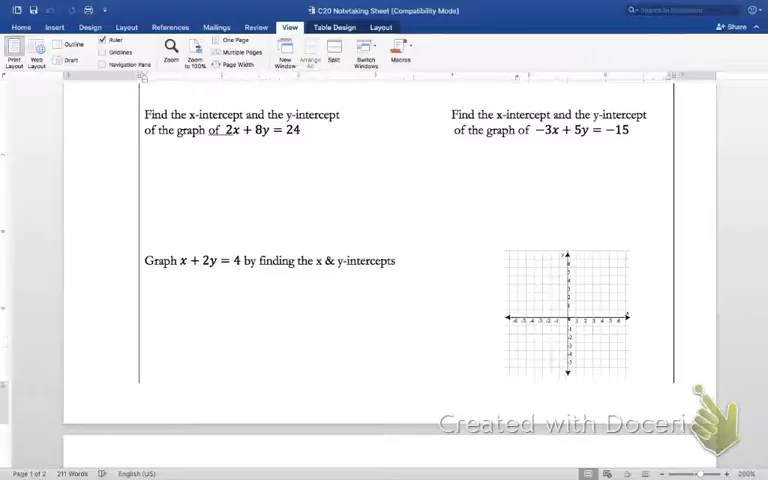 C20 Notetaking Sheet [Compatibility Mode]
Home Insert Design Layout References Mailings Review View Table Design Layout
Share
Print Layout
Web Layout
Outline
Draft
Ruler
Gridlines
Navigation Pane
Zoom
Zoom to 100%
One Page
Multiple Pages
Page Width
New Window
Arrange All
Split
Switch Windows
Macros
Find the x-intercept and the y-intercept
of the graph of 2x + 8y = 24
Find the x-intercept and the y-intercept
of the graph of −3x + 5y = −15
Graph x + 2y = 4 by finding the x & y-intercepts
Created with Doceri
Page 1 of 2 211 Words English (US) 200%